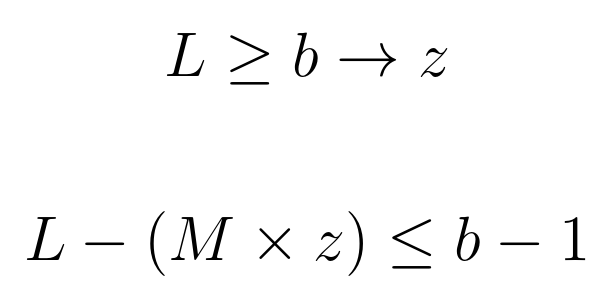 L ≥ b → z
L − (M × z) ≤ b − 1